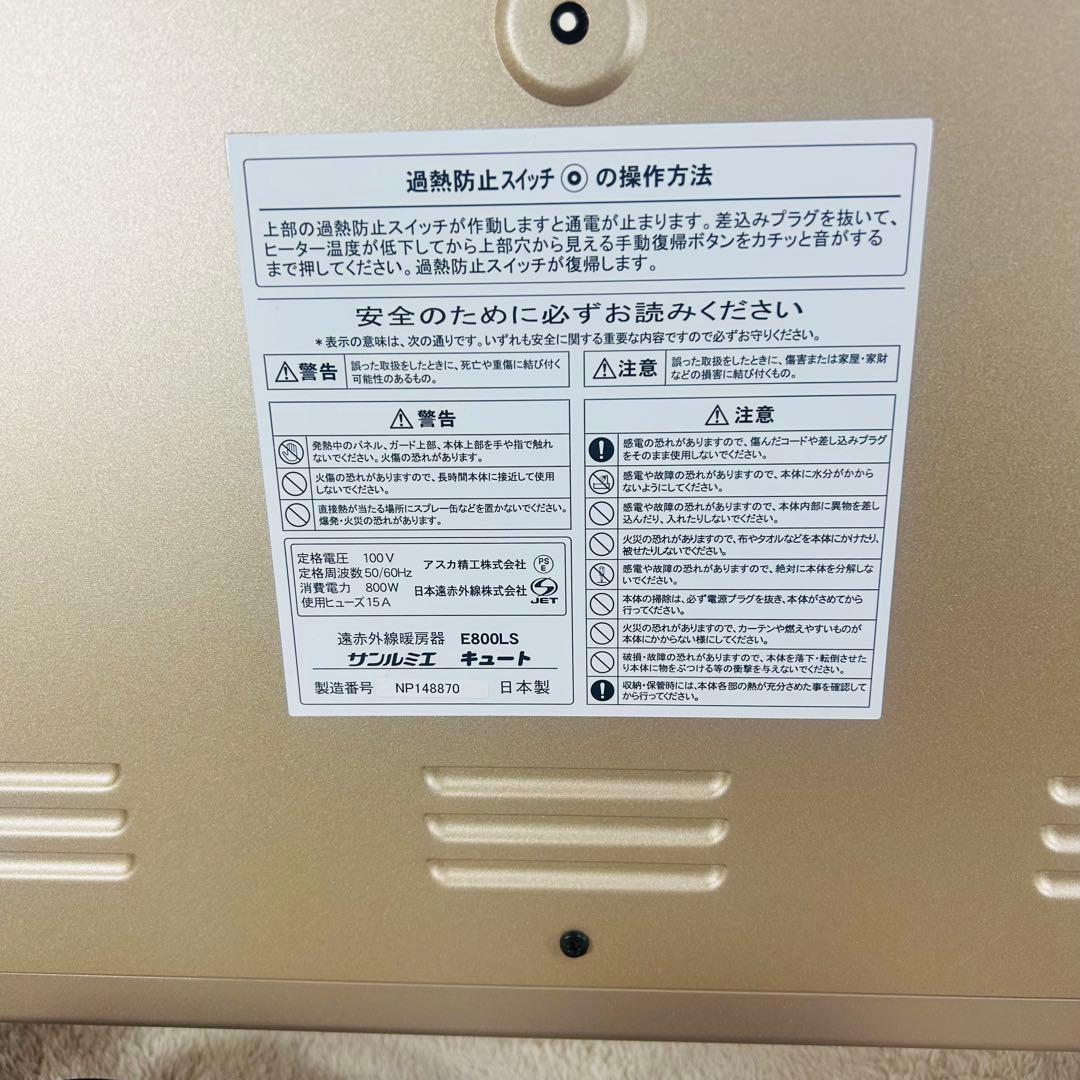 過熱防止スイッチ◉の操作方法
上部の過熱防止スイッチが作動しますと通電が止まります。差込みプラグを抜いて、
ヒーター温度が低下してから上部穴から見える手動復帰ボタンをカチッと音がする
まで押してください。過熱防止スイッチが復帰します。
安全のために必ずお読みください
＊表示の意味は、次の通りです。いずれも安全に関する重要な内容ですので必ずお守りください。
⚠警告
誤った取扱をしたときに、死亡や重傷に結び付く
可能性のあるもの。
⚠注意
誤った取扱をしたときに、傷害または家屋・家財
などの損害に結び付くもの。
⚠警告
発熱中のパネル、ガード上部、本体上部を手や指で触れ
ないでください。火傷の恐れがあります。
火傷の恐れがありますので、長時間本体に接近して使用
しないでください。
直接熱が当たる場所にスプレー缶などを置かないでください。
爆発・火災の恐れがあります。
定格電圧 100V
定格周波数 50/60Hz
消費電力 800W
使用ヒューズ 15A
アスカ精工株式会社 PSE
日本遠赤外線株式会社 JET
遠赤外線暖房器 E800LS
サンルミエ キュート
製造番号 NP148870 日本製
⚠注意
感電の恐れがありますので、傷んだコードや差し込みプラグ
をそのまま使用しないでください。
感電や故障の恐れがありますので、本体に水分がかから
ないようにしてください。
感電や故障の恐れがありますので、本体内部に異物を差し
込んだり、入れたりしないでください。
火災の恐れがありますので、布やタオルなどを本体にかけたり、
被せたりしないでください。
感電や故障の恐れがありますので、絶対に本体を分解しな
いでください。
本体の掃除は、必ず電源プラグを抜き、本体がさめてから
行ってください。
火災の恐れがありますので、カーテンや燃えやすいものが
本体にかからない様にしてください。
破損・故障の恐れがありますので、本体を落下・転倒させた
り本体に物をぶつける等の衝撃を与えないでください。
収納・保管時には、本体各部の熱が充分さめた事を確認して
から行ってください。